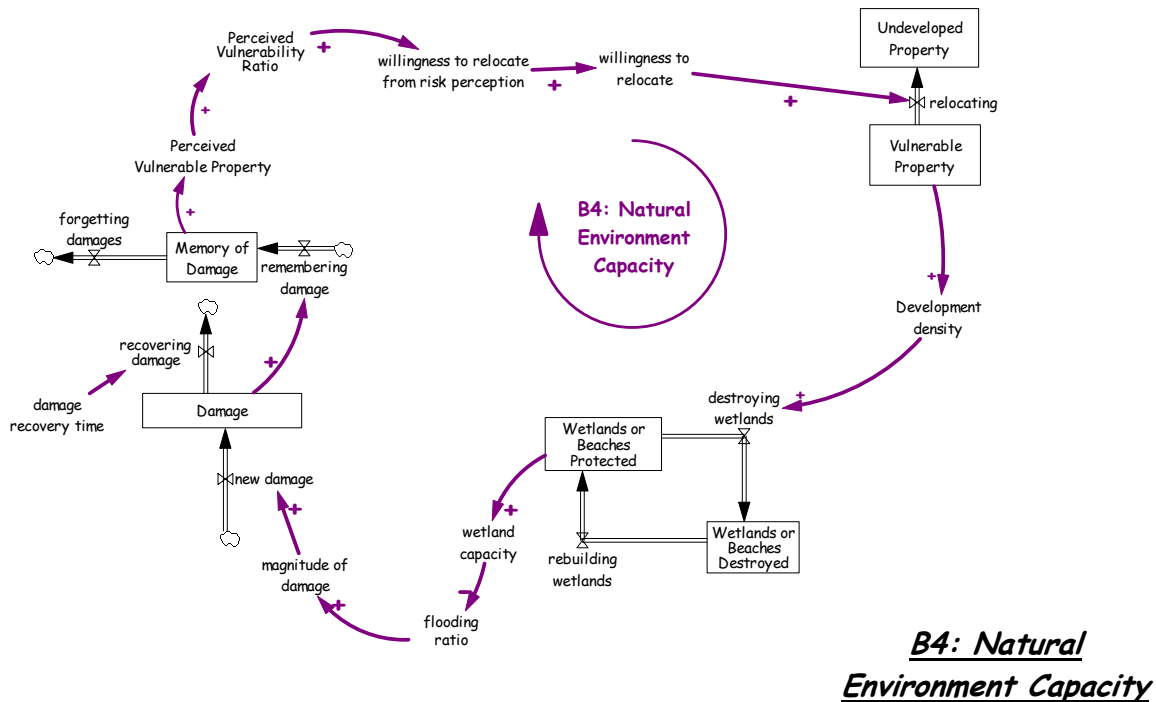 Perceived
Vulnerability
Ratio
+
willingness to relocate
from risk perception
+
willingness to
relocate
+
Undeveloped
Property
relocating
Vulnerable
Property
+
Perceived
Vulnerable Property
+
forgetting
damages
Memory of
Damage
remembering
damage
B4: Natural
Environment
Capacity
+
Development
density
recovering
damage
+
damage
recovery time
Damage
+
destroying
wetlands
Wetlands or
Beaches
Protected
new damage
+
+
wetland
capacity
rebuilding
wetlands
Wetlands or
Beaches
Destroyed
magnitude of
damage
−
+
flooding
ratio
B4: Natural
Environment Capacity